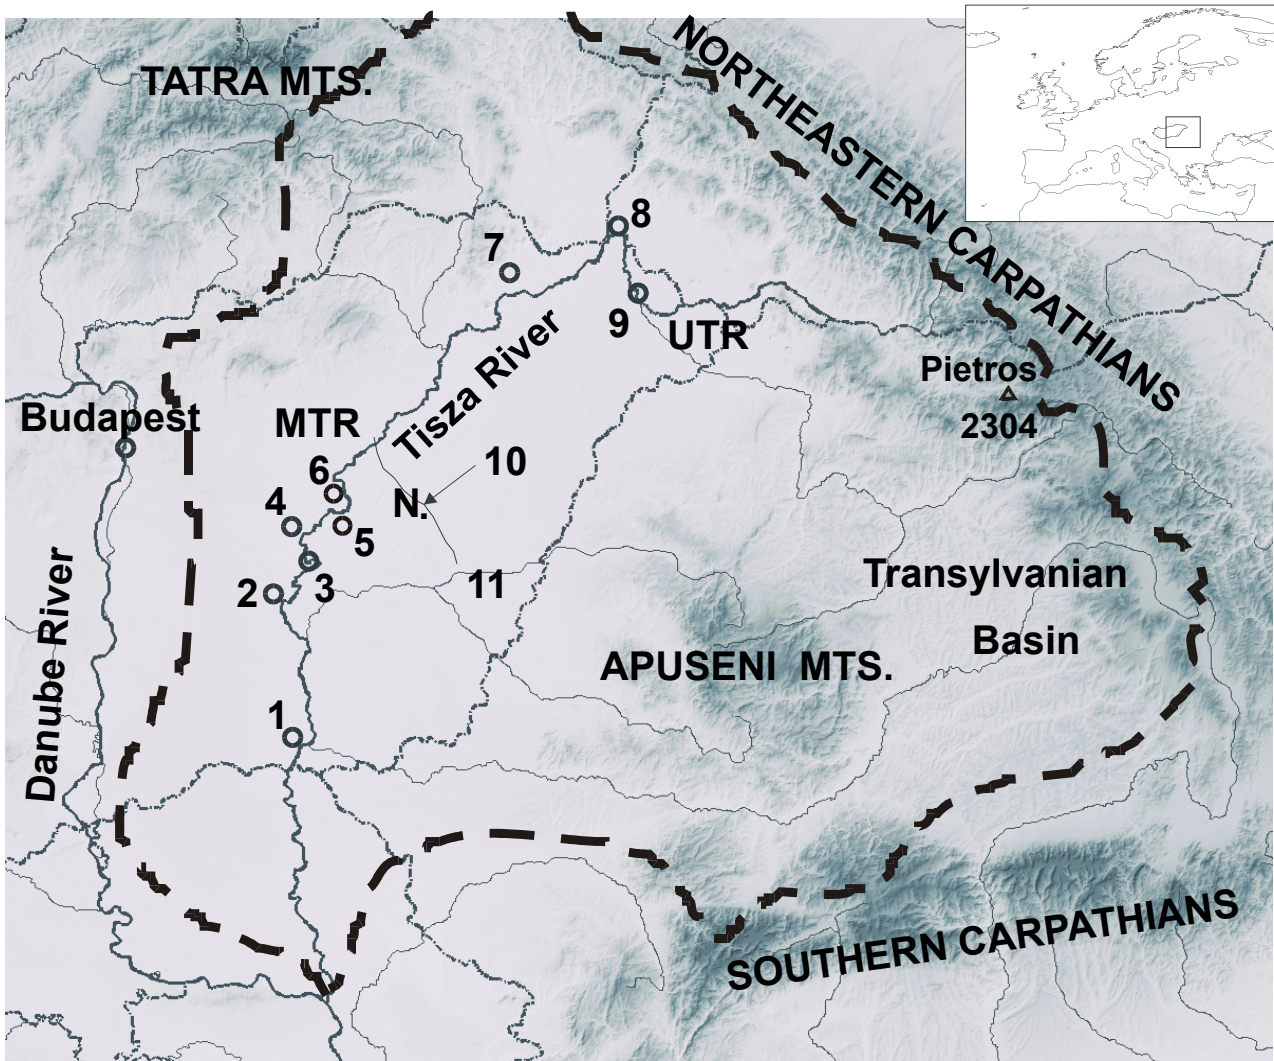 TATRA MTS.
NORTHEASTERN CARPATHIANS
8
7
9
UTR
Tisza River
Pietros
2304
Budapest
MTR
6
10
4
N.
5
3
11
2
Transylvanian
Basin
Danube River
APUSENI MTS.
1
SOUTHERN CARPATHIANS